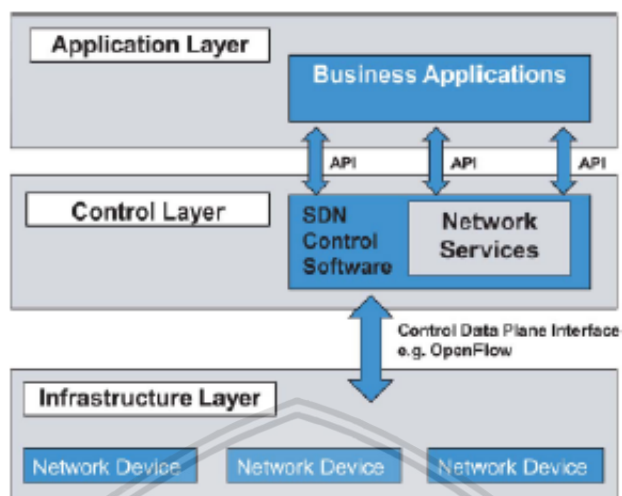 Application Layer
Business Applications
API API API
Control Layer
SDN
Control
Software
Network
Services
Control Data Plane Interface
e.g. OpenFlow
Infrastructure Layer
Network Device Network Device Network Device